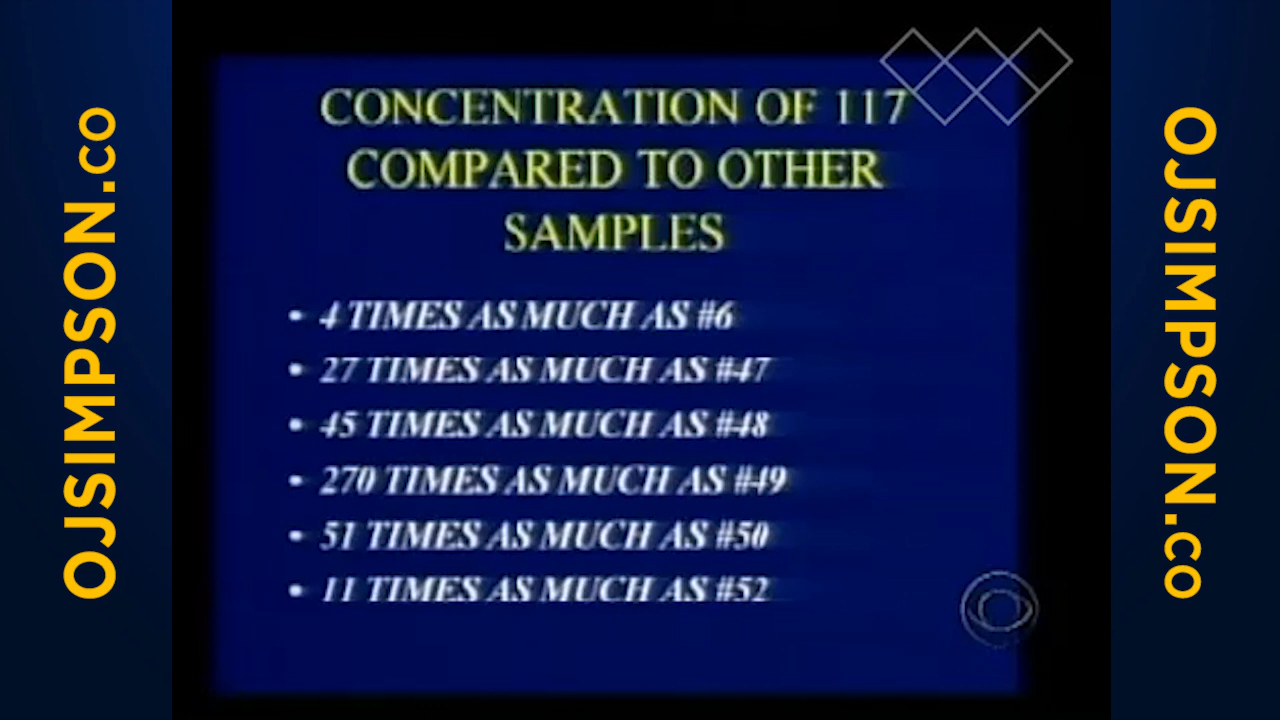 OJSIMPSON.co
CONCENTRATION OF 117
COMPARED TO OTHER
SAMPLES
• 4 TIMES AS MUCH AS #6
• 27 TIMES AS MUCH AS #47
• 45 TIMES AS MUCH AS #48
• 270 TIMES AS MUCH AS #49
• 51 TIMES AS MUCH AS #50
• 11 TIMES AS MUCH AS #52
OJSIMPSON.co